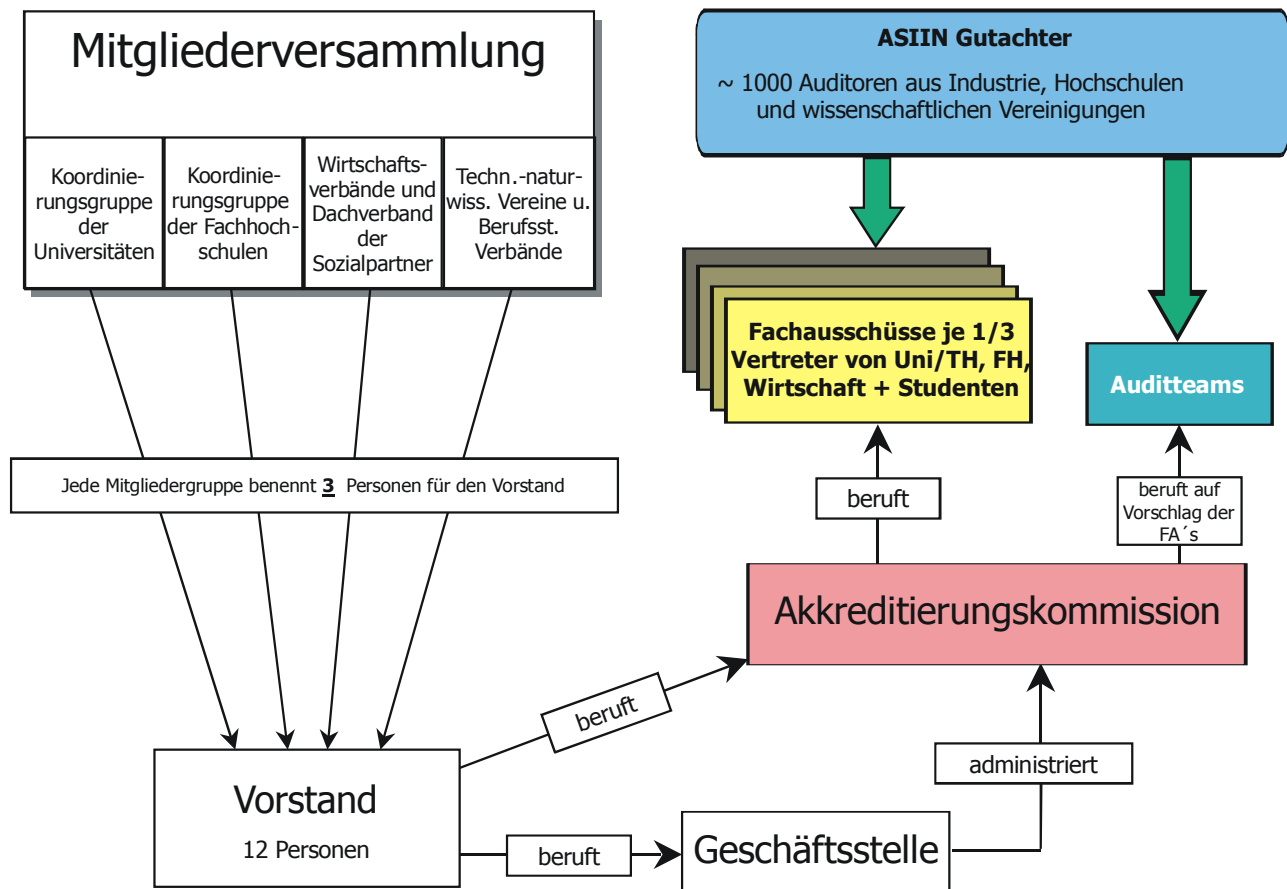 Mitgliederversammlung
Koordinie-
rungsgruppe
der
Universitäten
Koordinie-
rungsgruppe
der Fachhoch-
schulen
Wirtschafts-
verbände und
Dachverband
der
Sozialpartner
Techn.-natur-
wiss. Vereine u.
Berufsst.
Verbände
ASIIN Gutachter
~ 1000 Auditoren aus Industrie, Hochschulen
und wissenschaftlichen Vereinigungen
Fachausschüsse je 1/3
Vertreter von Uni/TH, FH,
Wirtschaft + Studenten
Auditteams
Jede Mitgliedergruppe benennt 3 Personen für den Vorstand
beruft
beruft auf
Vorschlag der
FA´s
Akkreditierungskommission
beruft
administriert
Vorstand
12 Personen
beruft
Geschäftsstelle